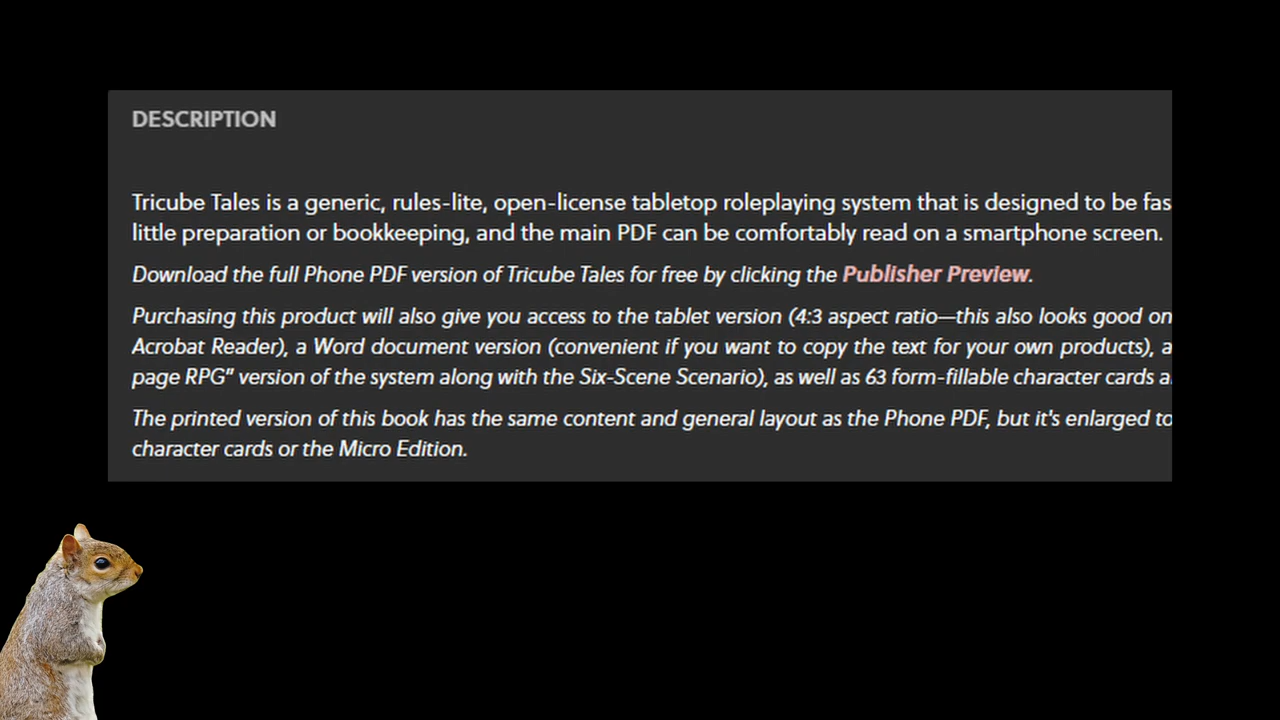 DESCRIPTION
Tricube Tales is a generic, rules-lite, open-license tabletop roleplaying system that is designed to be fas
little preparation or bookkeeping, and the main PDF can be comfortably read on a smartphone screen.
Download the full Phone PDF version of Tricube Tales for free by clicking the Publisher Preview.
Purchasing this product will also give you access to the tablet version (4:3 aspect ratio—this also looks good on
Acrobat Reader), a Word document version (convenient if you want to copy the text for your own products), a
page RPG" version of the system along with the Six-Scene Scenario), as well as 63 form-fillable character cards a
The printed version of this book has the same content and general layout as the Phone PDF, but it's enlarged to
character cards or the Micro Edition.